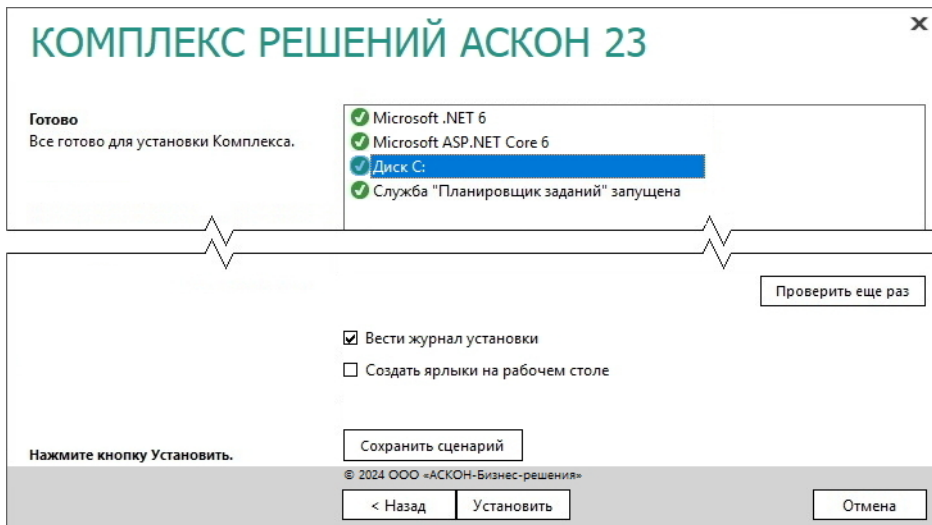 КОМПЛЕКС РЕШЕНИЙ АСКОН 23
Готово
Все готово для установки Комплекса.
Microsoft .NET 6
Microsoft ASP.NET Core 6
Диск C:
Служба "Планировщик заданий" запущена
Проверить еще раз
Вести журнал установки
Создать ярлыки на рабочем столе
Нажмите кнопку Установить.
Сохранить сценарий
© 2024 ООО «АСКОН-Бизнес-решения»
< Назад
Установить
Отмена